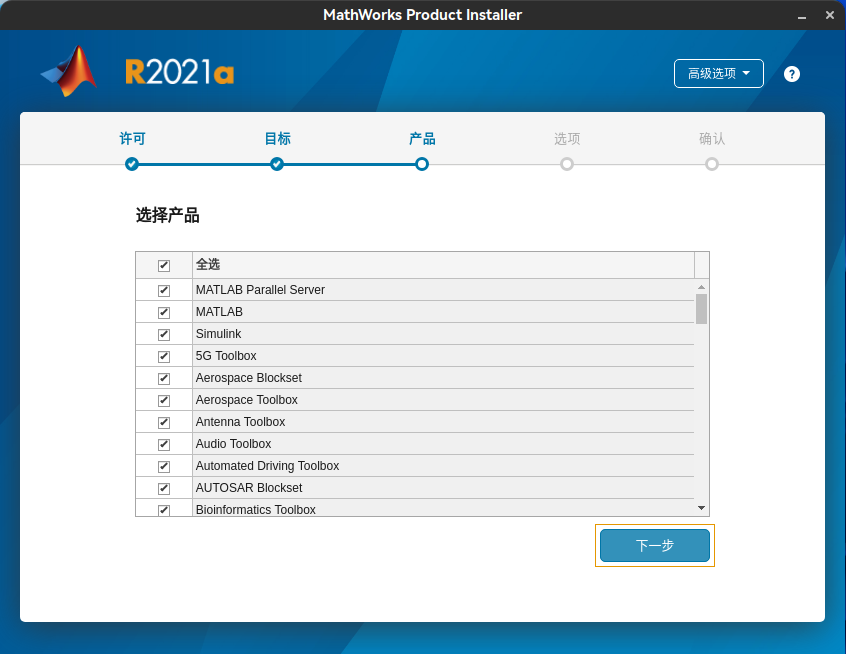 MathWorks Product Installer
R2021a
高级选项
?
许可
目标
产品
选项
确认
选择产品
全选
MATLAB Parallel Server
MATLAB
Simulink
5G Toolbox
Aerospace Blockset
Aerospace Toolbox
Antenna Toolbox
Audio Toolbox
Automated Driving Toolbox
AUTOSAR Blockset
Bioinformatics Toolbox
下一步